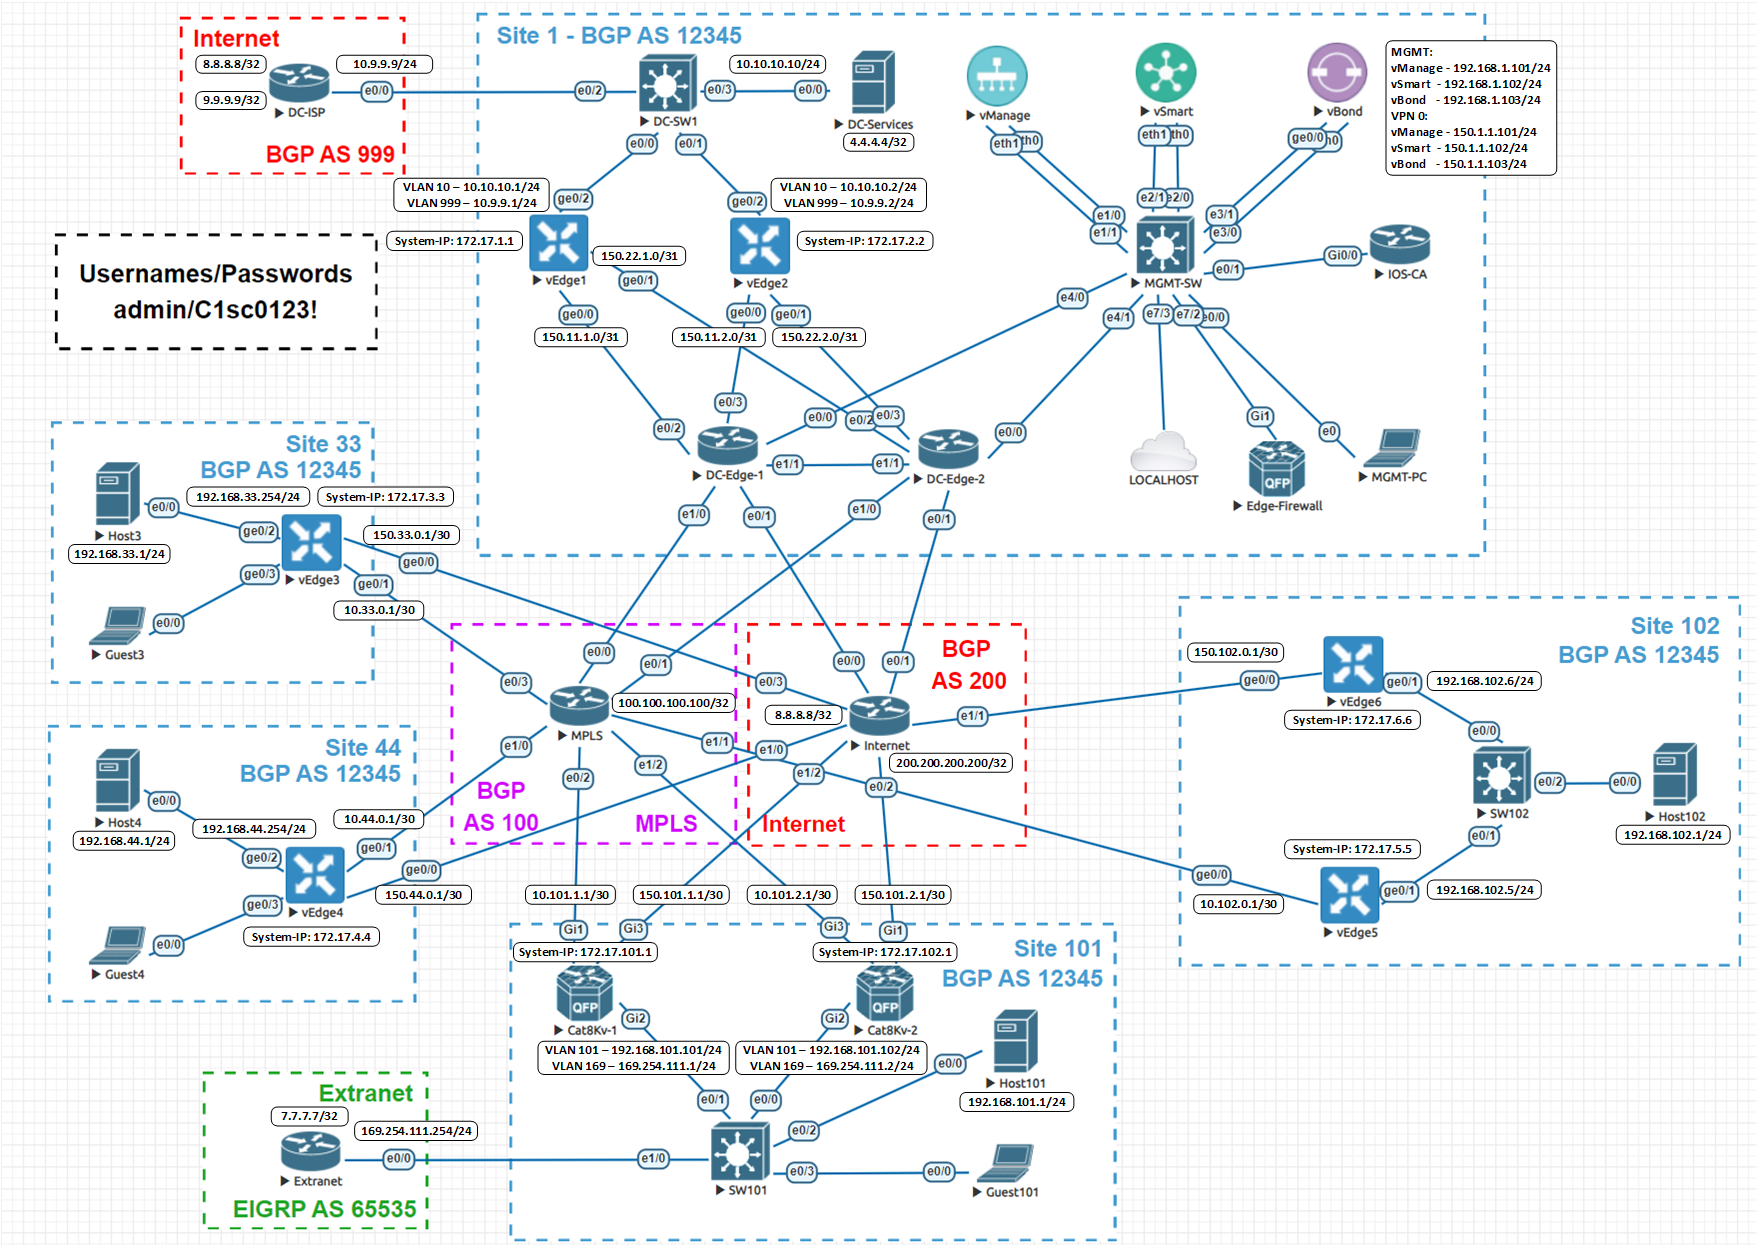 Internet
8.8.8.8/32
10.9.9.9/24
9.9.9.9/32
e0/0
DC-ISP
BGP AS 999
Site 1 - BGP AS 12345
e0/2
DC-SW1
e0/3
10.10.10.10/24
e0/0
DC-Services
4.4.4.4/32
e0/0
e0/1
vManage
eth1
th0
vSmart
eth1
th0
vBond
ge0/0
n0
MGMT:
vManage - 192.168.1.101/24
vSmart - 192.168.1.102/24
vBond - 192.168.1.103/24
VPN 0:
vManage - 150.1.1.101/24
vSmart - 150.1.1.102/24
vBond - 150.1.1.103/24
VLAN 10 – 10.10.10.1/24
VLAN 999 – 10.9.9.1/24
ge0/2
ge0/2
VLAN 10 – 10.10.10.2/24
VLAN 999 – 10.9.9.2/24
System-IP: 172.17.1.1
vEdge1
150.22.1.0/31
ge0/1
vEdge2
System-IP: 172.17.2.2
ge0/0
150.11.1.0/31
ge0/0
ge0/1
150.11.2.0/31
150.22.2.0/31
e1/0
e1/1
e2/1
e2/0
e3/1
e3/0
MGMT-SW
e0/1
Gi0/0
IOS-CA
e4/0
e4/1
e7/3
e7/2
e0/0
Usernames/Passwords
admin/C1sc0123!
e0/2
e0/3
e0/0
e0/2
e0/3
e0/0
DC-Edge-1
e1/1
e1/1
DC-Edge-2
LOCALHOST
Gi1
Edge-Firewall
e0
MGMT-PC
e1/0
e0/1
e1/0
e0/1
Site 33
BGP AS 12345
Host3
192.168.33.1/24
e0/0
192.168.33.254/24
System-IP: 172.17.3.3
ge0/2
vEdge3
150.33.0.1/30
ge0/0
ge0/3
ge0/1
10.33.0.1/30
e0/0
Guest3
Site 44
BGP AS 12345
Host4
192.168.44.1/24
e0/0
192.168.44.254/24
10.44.0.1/30
ge0/2
vEdge4
ge0/1
ge0/0
150.44.0.1/30
ge0/3
System-IP: 172.17.4.4
e0/0
Guest4
e0/0
e0/1
e0/3
100.100.100.100/32
MPLS
e1/0
e1/1
e0/2
e1/2
BGP
AS 100
MPLS
BGP
AS 200
e0/0
e0/1
e0/3
8.8.8.8/32
e1/1
Internet
200.200.200.200/32
e1/0
e1/2
e0/2
Internet
Site 102
BGP AS 12345
150.102.0.1/30
ge0/0
vEdge6
ge0/1
192.168.102.6/24
System-IP: 172.17.6.6
e0/0
SW102
e0/2
e0/0
Host102
192.168.102.1/24
e0/1
System-IP: 172.17.5.5
ge0/0
10.102.0.1/30
vEdge5
ge0/1
192.168.102.5/24
10.101.1.1/30
150.101.1.1/30
10.101.2.1/30
150.101.2.1/30
Gi1
Gi3
Gi3
Gi1
System-IP: 172.17.101.1
System-IP: 172.17.102.1
Site 101
BGP AS 12345
QFP
Cat8Kv-1
Gi2
Gi2
QFP
Cat8Kv-2
VLAN 101 – 192.168.101.101/24
VLAN 169 – 169.254.111.1/24
VLAN 101 – 192.168.101.102/24
VLAN 169 – 169.254.111.2/24
e0/0
Host101
192.168.101.1/24
e0/1
e0/0
e0/2
SW101
e1/0
e0/3
e0/0
Guest101
Extranet
7.7.7.7/32
169.254.111.254/24
e0/0
Extranet
EIGRP AS 65535
QFP